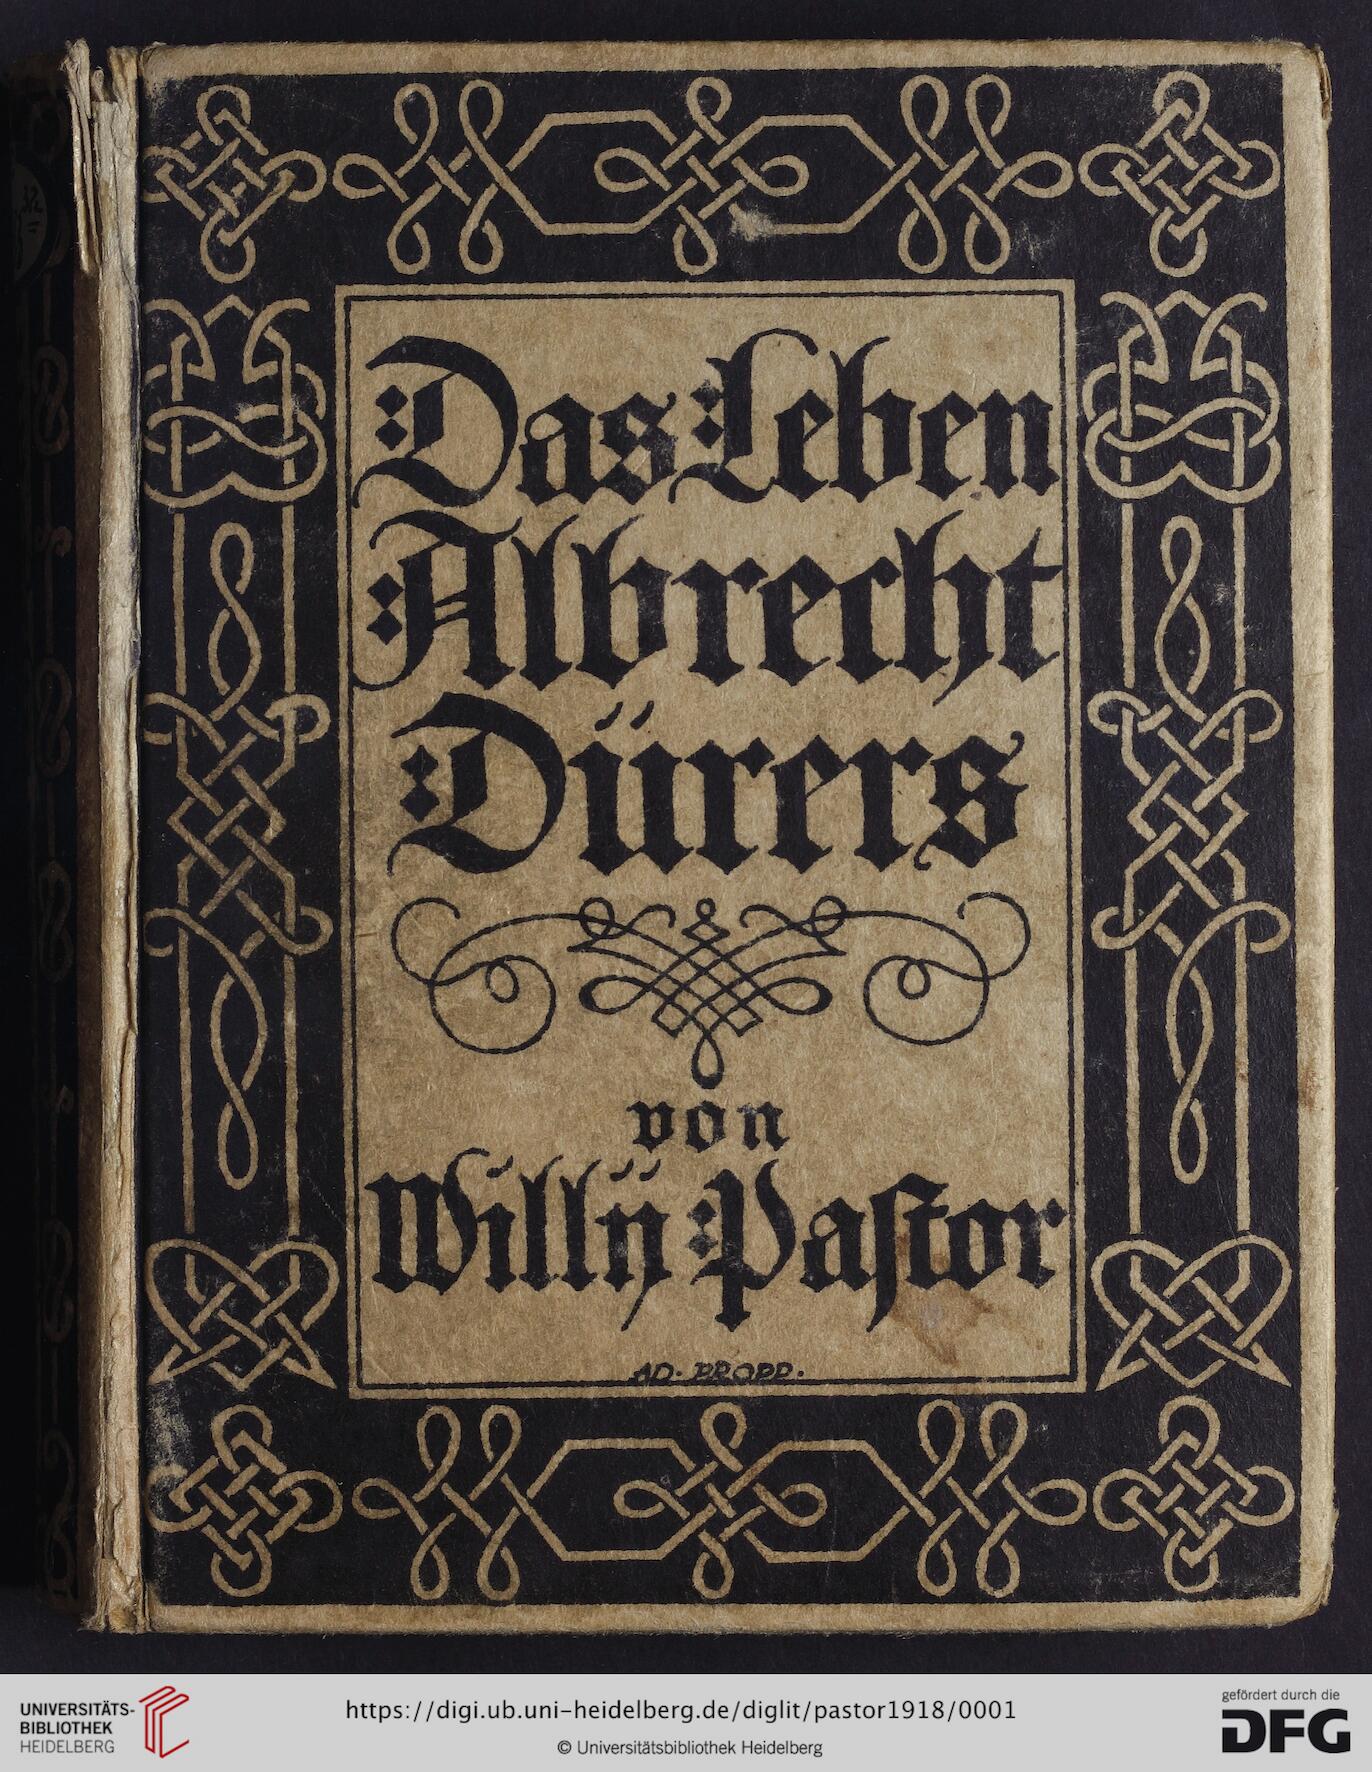 Das Leben
Albrecht
Dürers
von
Willÿ Paſtor
AD. PROPP.
UNIVERSITÄTS-
BIBLIOTHEK
HEIDELBERG
https://digi.ub.uni-heidelberg.de/diglit/pastor1918/0001
© Universitätsbibliothek Heidelberg
gefördert durch die
DFG